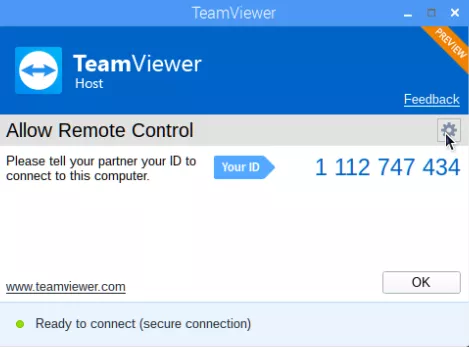 TeamViewer
PREVIEW
TeamViewer
Host
Feedback
Allow Remote Control
Please tell your partner your ID to
connect to this computer.
Your ID
1 112 747 434
www.teamviewer.com
OK
Ready to connect (secure connection)